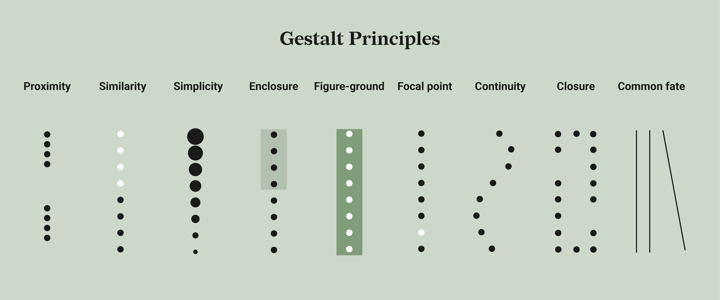 Gestalt Principles
Proximity Similarity Simplicity Enclosure Figure-ground Focal point Continuity Closure Common fate